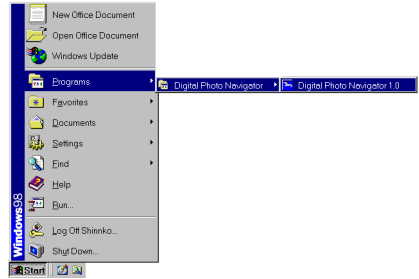 New Office Document
Open Office Document
Windows Update
Programs
Digital Photo Navigator
Digital Photo Navigator 1.0
Favorites
Documents
Settings
Find
Help
Run...
Log Off Shinnko...
Shut Down...
Windows98
Start